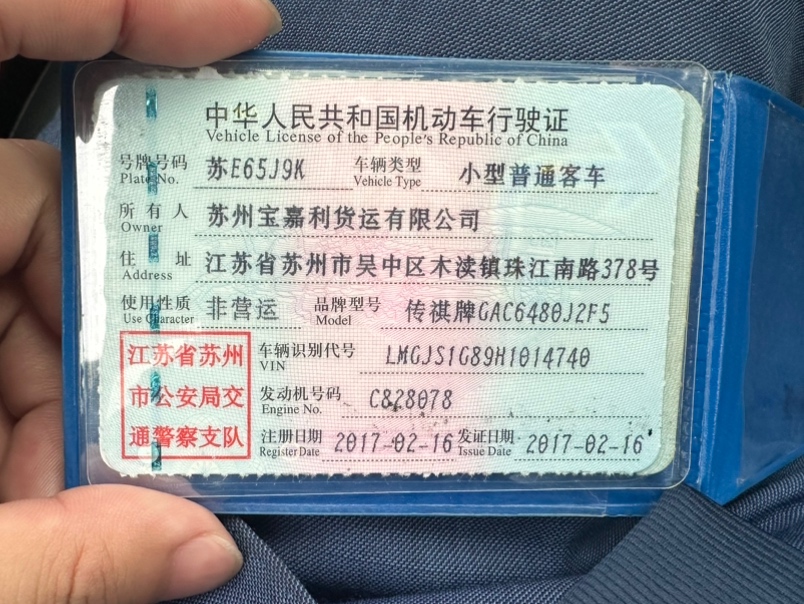 中华人民共和国机动车行驶证
Vehicle License of the People's Republic of China
号牌号码 苏E65J9K 车辆类型 小型普通客车
Plate No. Vehicle Type
所有人 苏州宝嘉利货运有限公司
Owner
住址 江苏省苏州市吴中区木渎镇珠江南路378号
Address
使用性质 非营运 品牌型号 传祺牌GAC6480J2F5
Use Character Model
江苏省苏州 车辆识别代号 LMGJS1G89H1014740
VIN
市公安局交 发动机号码 C828078
Engine No.
通警察支队 注册日期 2017-02-16 发证日期 2017-02-16
Register Date Issue Date